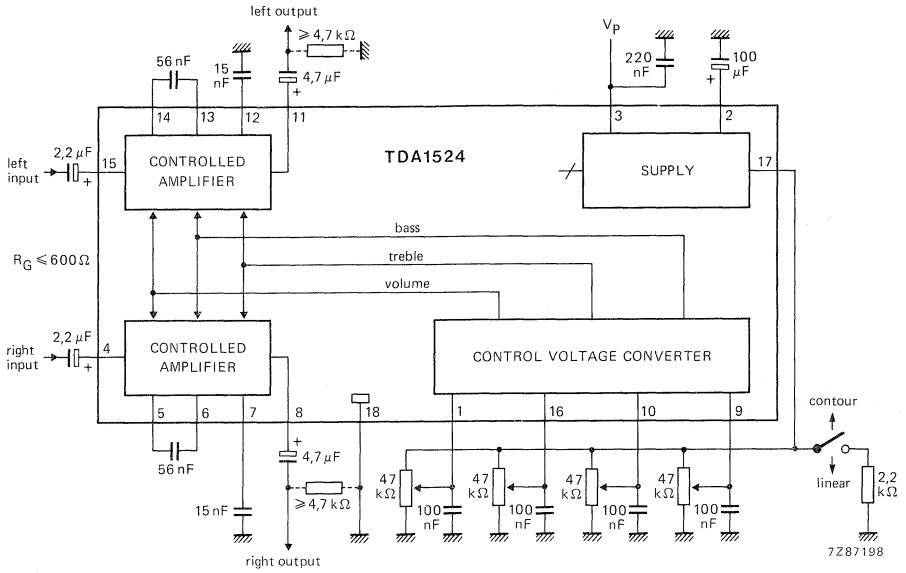 left output
≥ 4,7 kΩ
56 nF
15
nF
4,7 μF
+
VP
220
nF
100
μF
+
14
13
12
11
3
2
2,2 μF
15
left
input
+
CONTROLLED
AMPLIFIER
TDA1524
SUPPLY
17
bass
RG ≤ 600 Ω
treble
volume
2,2 μF
4
right
input
+
CONTROLLED
AMPLIFIER
CONTROL VOLTAGE CONVERTER
5
6
7
8
18
1
16
10
9
contour
linear
56 nF
+
4,7 μF
≥ 4,7 kΩ
15 nF
right output
47
kΩ
100
nF
47
kΩ
100
nF
47
kΩ
100
nF
47
kΩ
100
nF
2,2
kΩ
7Z87198